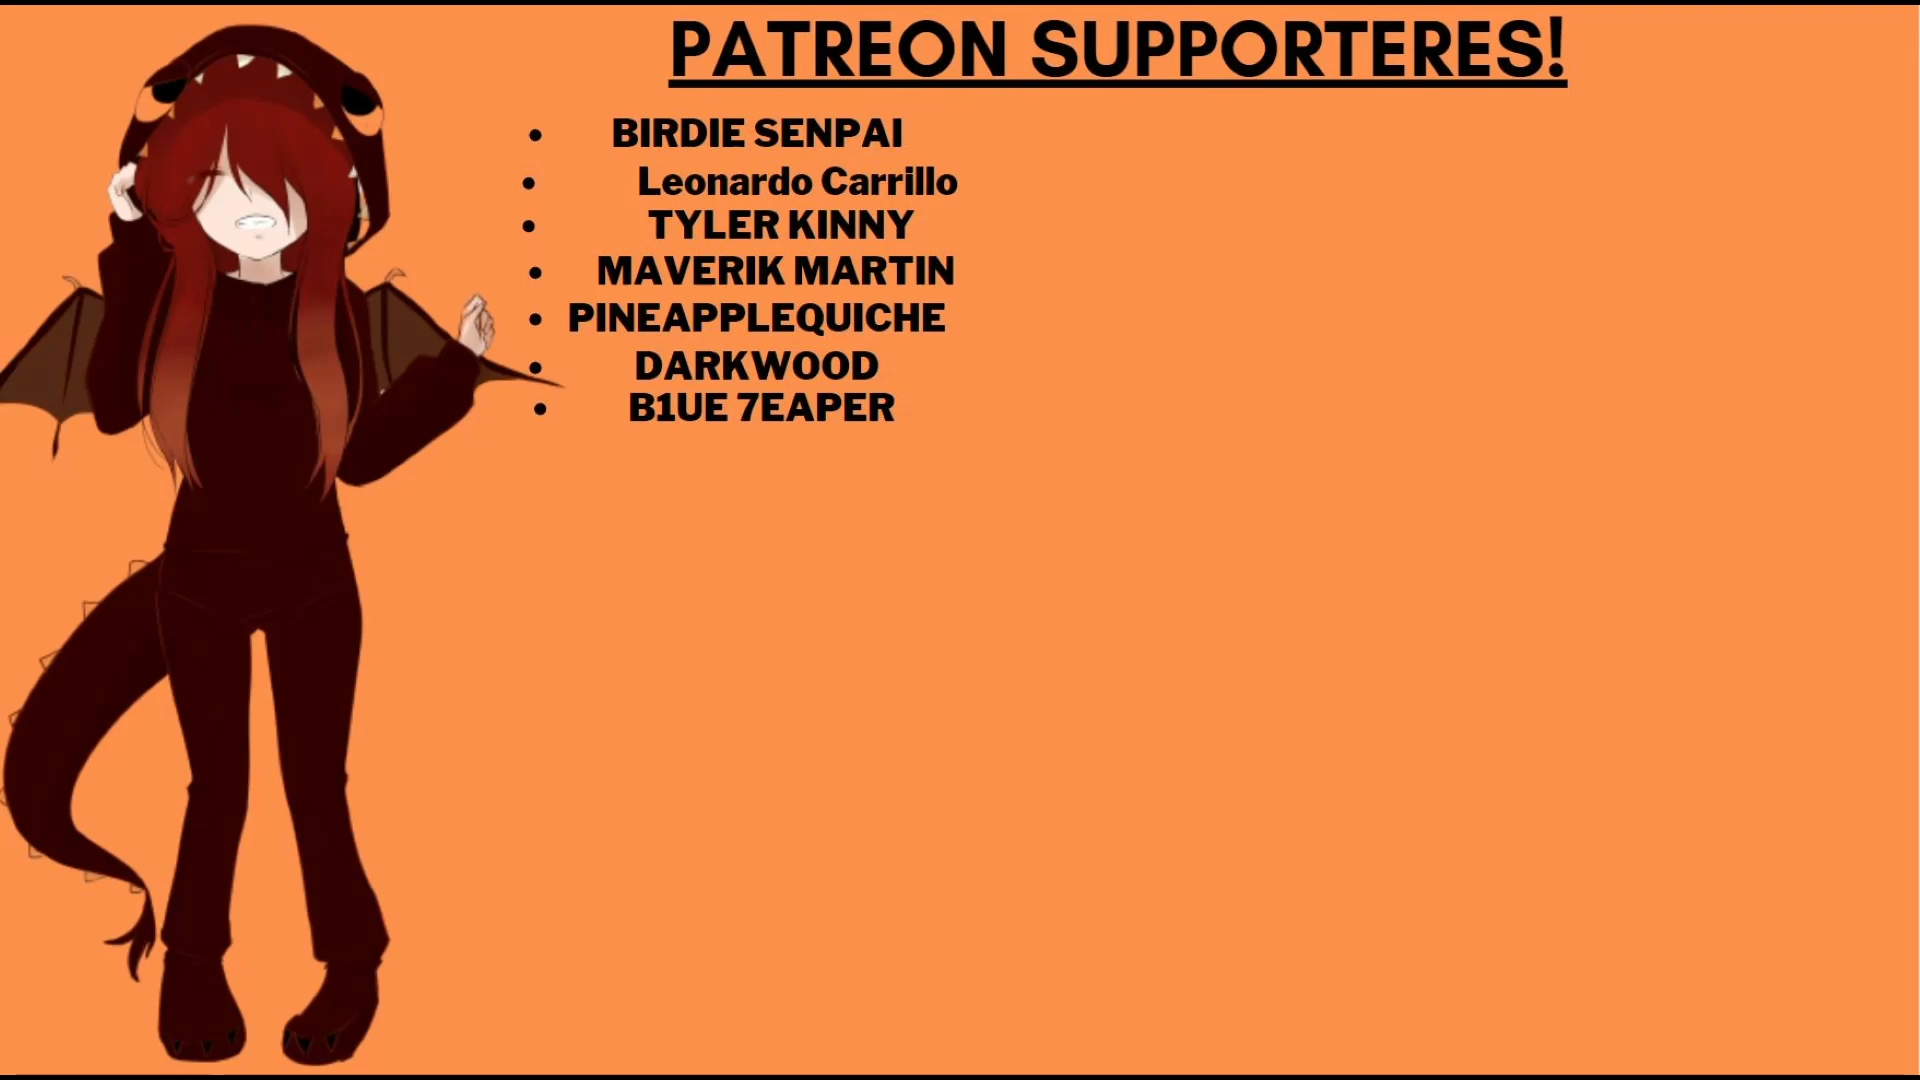 PATREON SUPPORTERES!
• BIRDIE SENPAI
• Leonardo Carrillo
• TYLER KINNY
• MAVERIK MARTIN
• PINEAPPLEQUICHE
• DARKWOOD
• B1UE 7EAPER